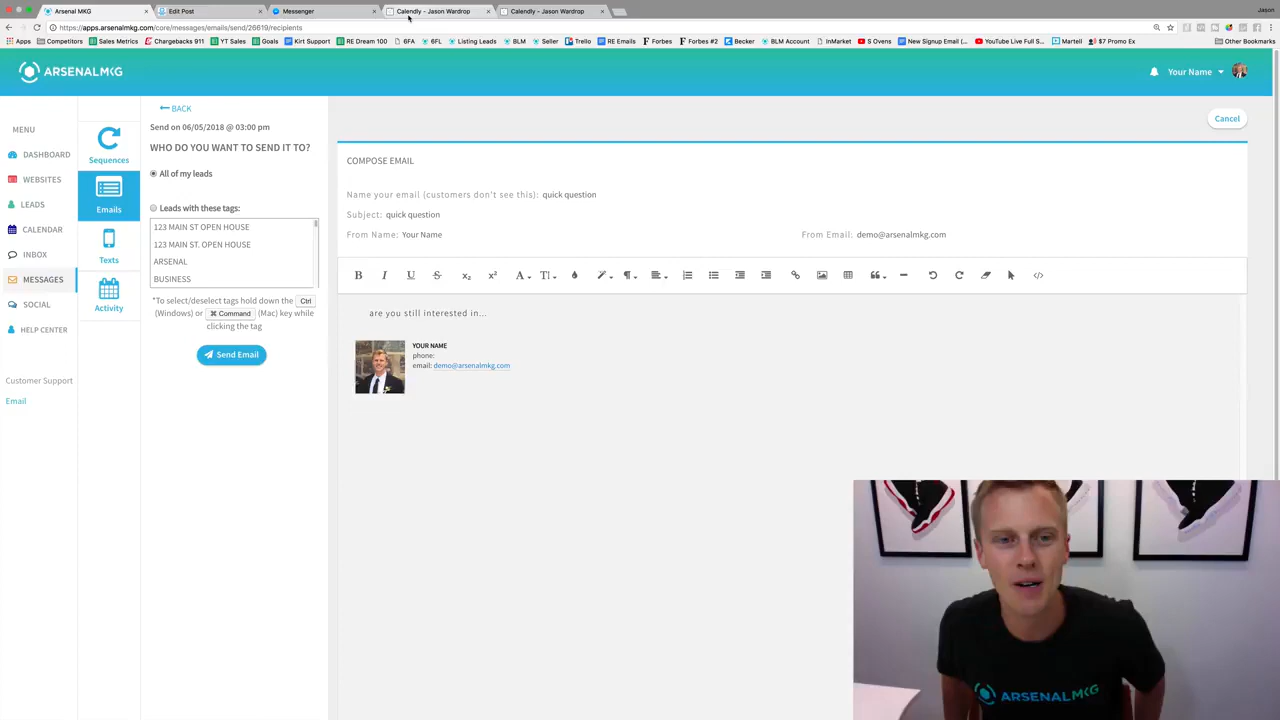 Arsenal MKG
Edit Post
Messenger
Calendly - Jason Wardrop
Calendly - Jason Wardrop
Jason
https://apps.arsenalmkg.com/core/messages/emails/send/26619/recipients
Apps
Competitors
Sales Metrics
Chargebacks 911
YT Sales
Goals
Kirt Support
RE Dream 100
6FA
6FL
Listing Leads
BLM
Seller
Trello
RE Emails
Forbes
Forbes #2
Becker
BLM Account
InMarket
S Ovens
New Signup Email (...
YouTube Live Full S...
Martell
$7 Promo Ex
Other Bookmarks
ARSENALMKG
Your Name
MENU
DASHBOARD
WEBSITES
LEADS
CALENDAR
INBOX
MESSAGES
SOCIAL
HELP CENTER
Customer Support
Email
Sequences
Emails
Texts
Activity
BACK
Send on 06/05/2018 @ 03:00 pm
WHO DO YOU WANT TO SEND IT TO?
All of my leads
Leads with these tags:
123 MAIN ST OPEN HOUSE
123 MAIN ST. OPEN HOUSE
ARSENAL
BUSINESS
*To select/deselect tags hold down the Ctrl
(Windows) or ⌘ Command (Mac) key while
clicking the tag
Send Email
Cancel
COMPOSE EMAIL
Name your email (customers don't see this): quick question
Subject: quick question
From Name: Your Name
From Email: demo@arsenalmkg.com
are you still interested in...
YOUR NAME
phone:
email: demo@arsenalmkg.com
ARSENALMKG